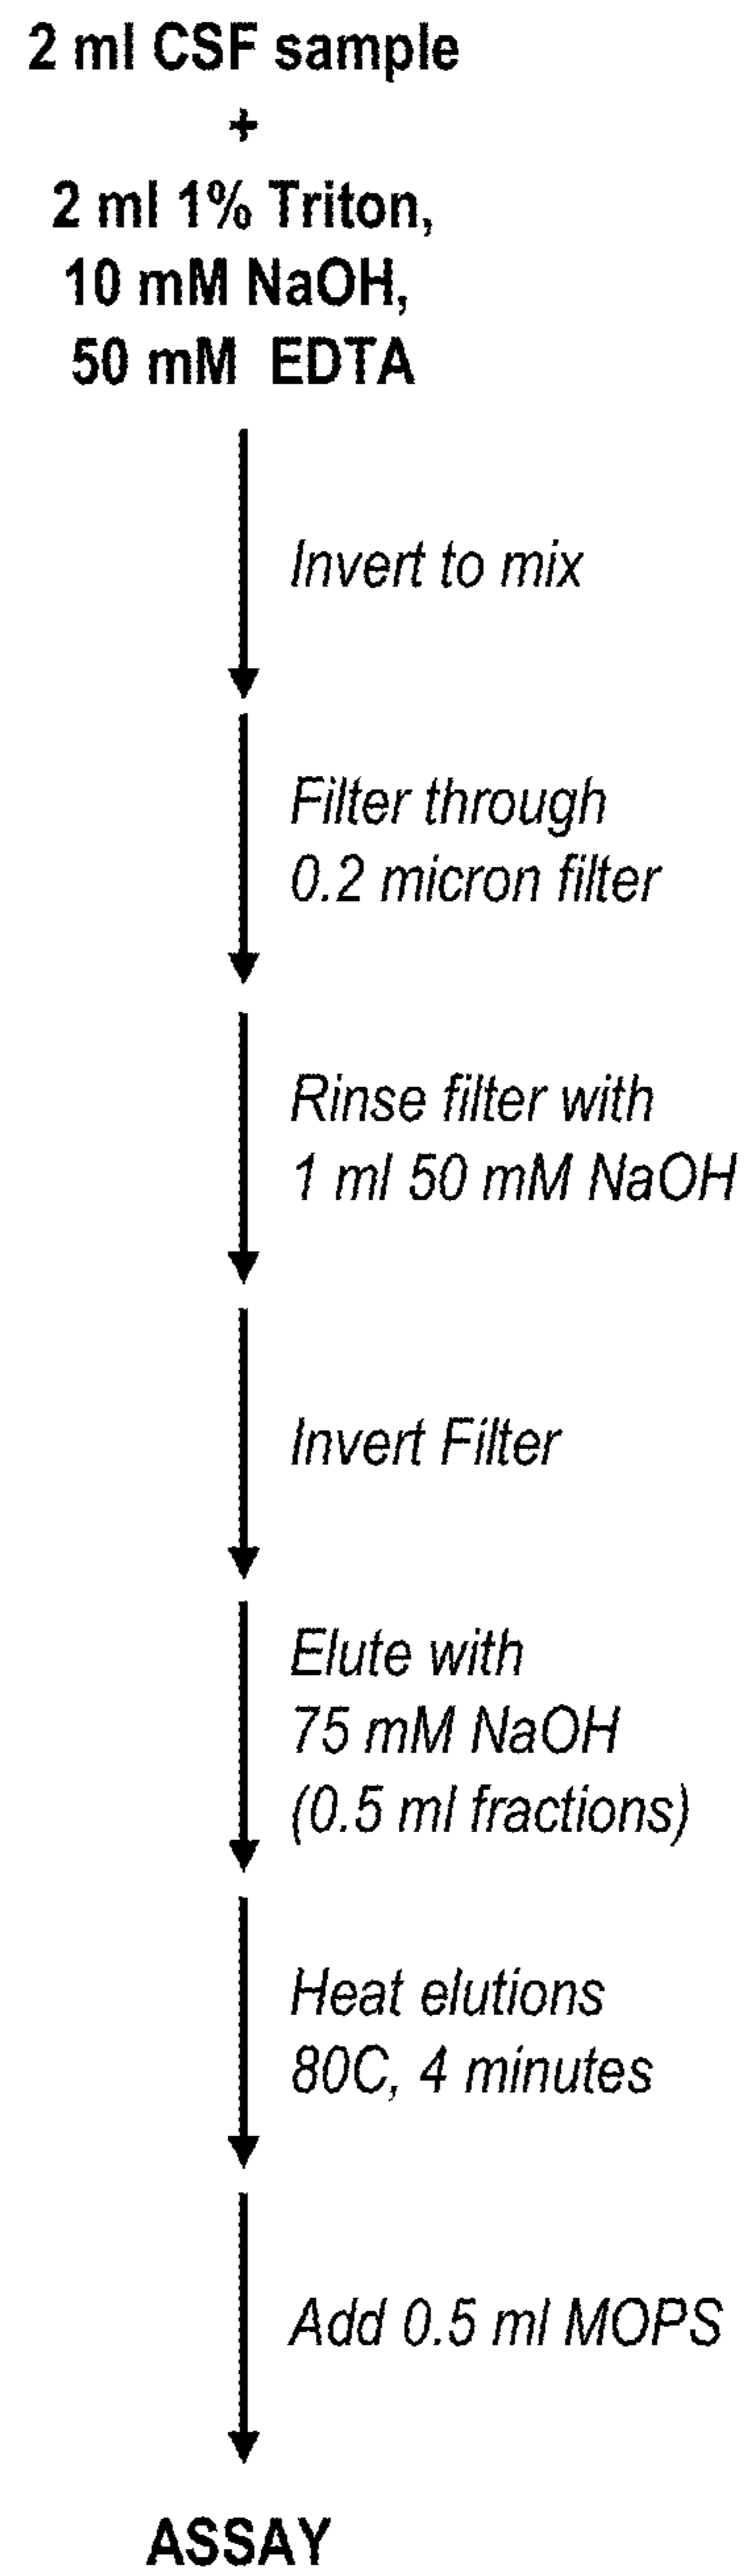 2 ml CSF sample
+
2 ml 1% Triton,
10 mM NaOH,
50 mM EDTA
Invert to mix
Filter through
0.2 micron filter
Rinse filter with
1 ml 50 mM NaOH
Invert Filter
Elute with
75 mM NaOH
(0.5 ml fractions)
Heat elutions
80C, 4 minutes
Add 0.5 ml MOPS
ASSAY